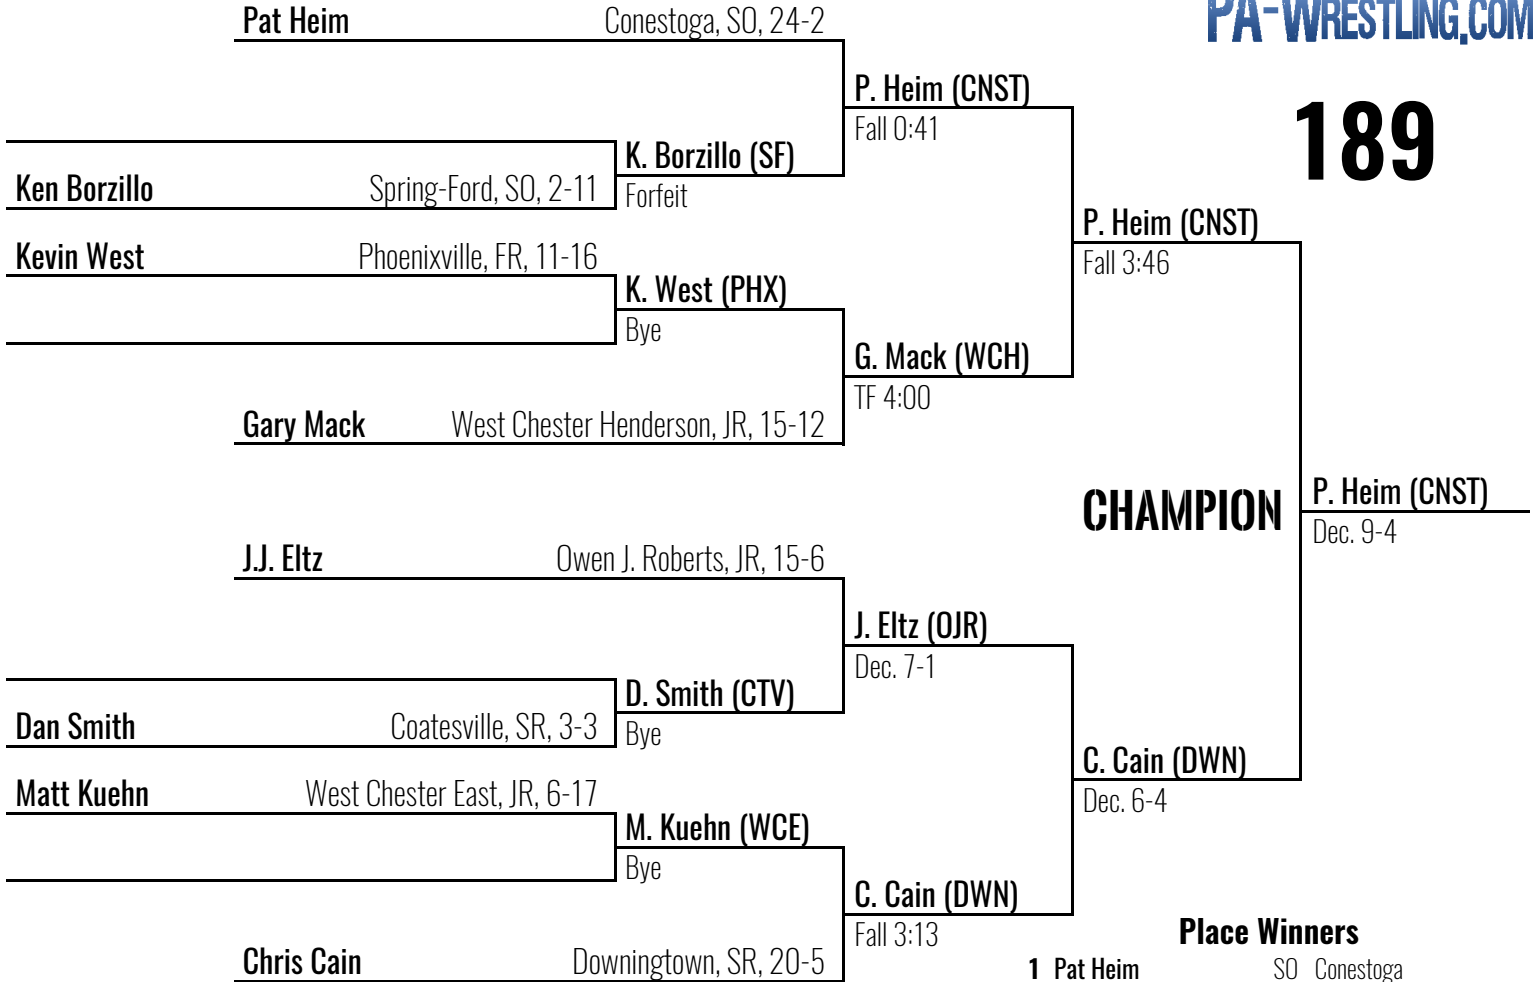 Pat Heim Conestoga, SO, 24-2
PA-WRESTLING.COM
P. Heim (CNST)
Fall 0:41
189
K. Borzillo (SF)
Ken Borzillo Spring-Ford, SO, 2-11
Forfeit
P. Heim (CNST)
Fall 3:46
Kevin West Phoenixville, FR, 11-16
K. West (PHX)
Bye
G. Mack (WCH)
TF 4:00
Gary Mack West Chester Henderson, JR, 15-12
CHAMPION
P. Heim (CNST)
Dec. 9-4
J.J. Eltz Owen J. Roberts, JR, 15-6
J. Eltz (OJR)
Dec. 7-1
D. Smith (CTV)
Dan Smith Coatesville, SR, 3-3
Bye
C. Cain (DWN)
Dec. 6-4
Matt Kuehn West Chester East, JR, 6-17
M. Kuehn (WCE)
Bye
C. Cain (DWN)
Fall 3:13
Chris Cain Downingtown, SR, 20-5
Place Winners
1 Pat Heim SO Conestoga